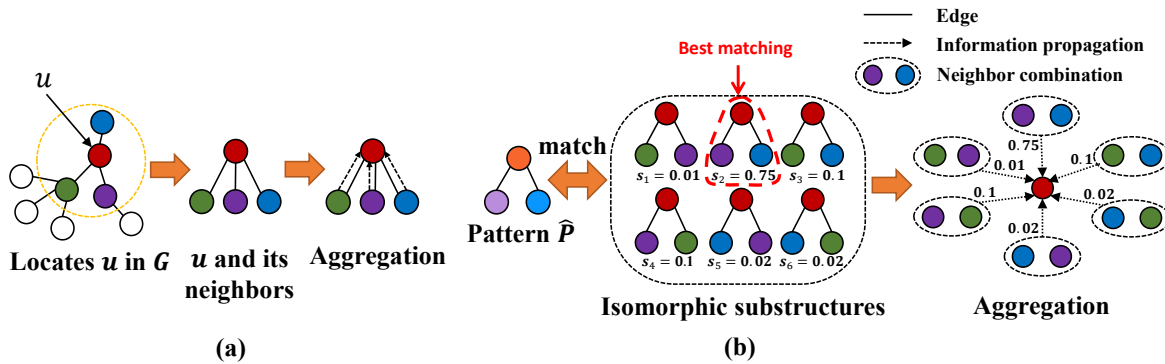 u
Locates u in G
u and its
neighbors
Aggregation
(a)
Best matching
match
Pattern P̂
s₁ = 0.01
s₂ = 0.75
s₃ = 0.1
s₄ = 0.1
s₅ = 0.02
s₆ = 0.02
Isomorphic substructures
(b)
Edge
Information propagation
Neighbor combination
0.75
0.01
0.1
0.1
0.02
0.02
Aggregation